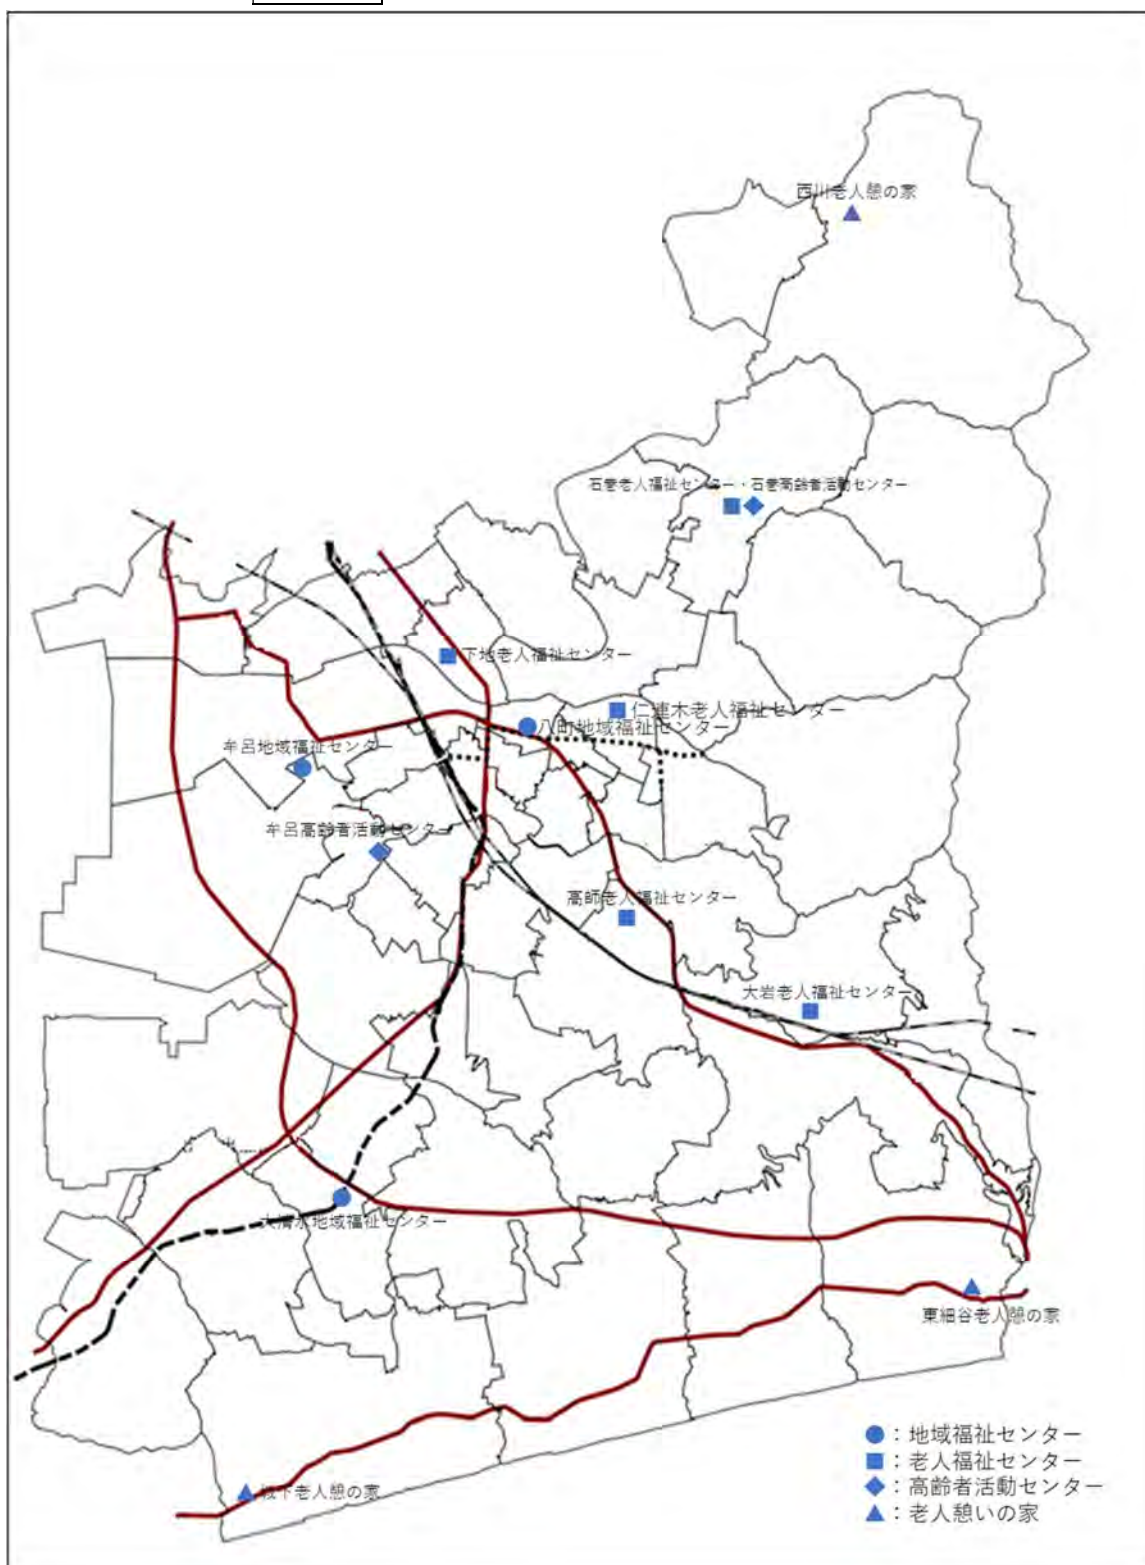 西川老人憩の家
石巻老人福祉センター・石巻高齢者活動センター
下地老人福祉センター
仁連木老人福祉センター
八町地域福祉センター
牟呂地域福祉センター
牟呂高齢者活動センター
高師老人福祉センター
大岩老人福祉センター
大清水地域福祉センター
東細谷老人憩の家
老人憩の家
：地域福祉センター
：老人福祉センター
：高齢者活動センター
：老人憩いの家